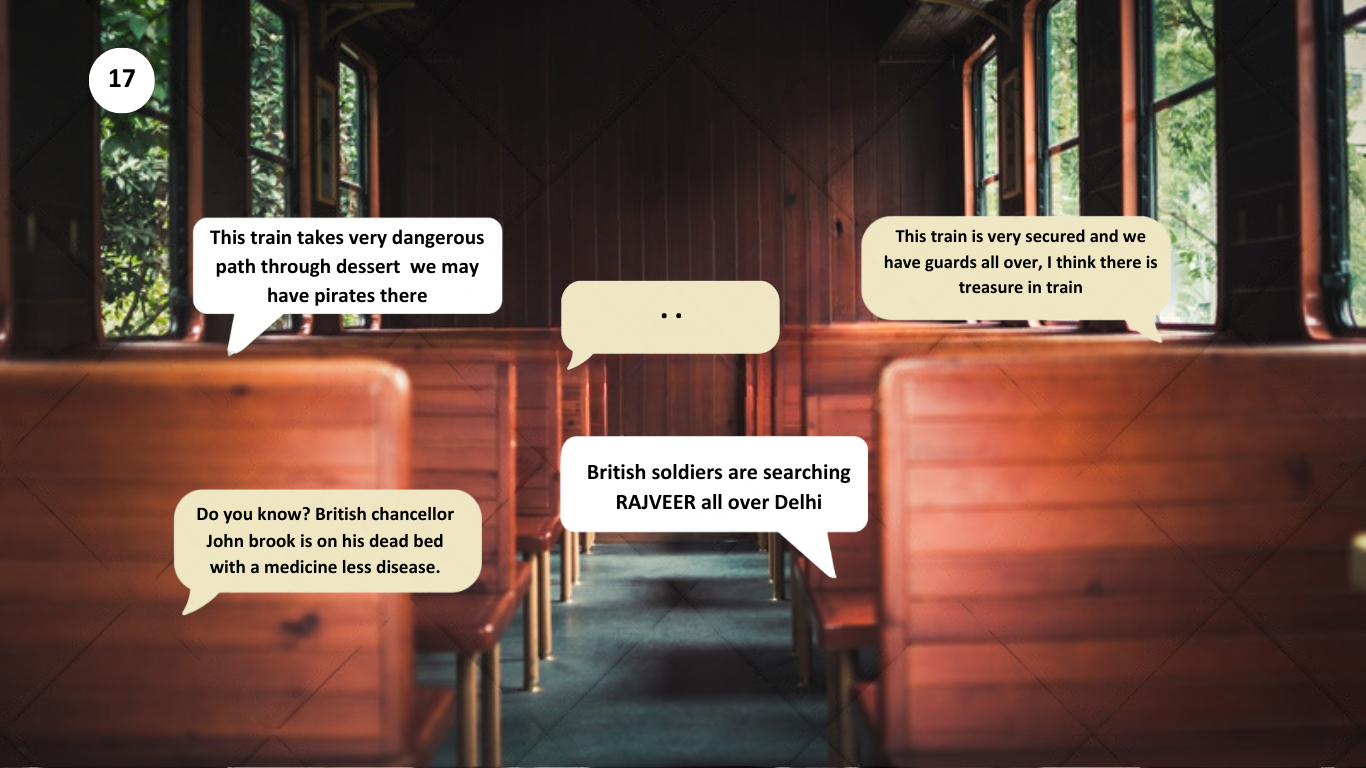 17
This train takes very dangerous
path through dessert we may
have pirates there
This train is very secured and we
have guards all over, I think there is
treasure in train
. .
British soldiers are searching
RAJVEER all over Delhi
Do you know? British chancellor
John brook is on his dead bed
with a medicine less disease.